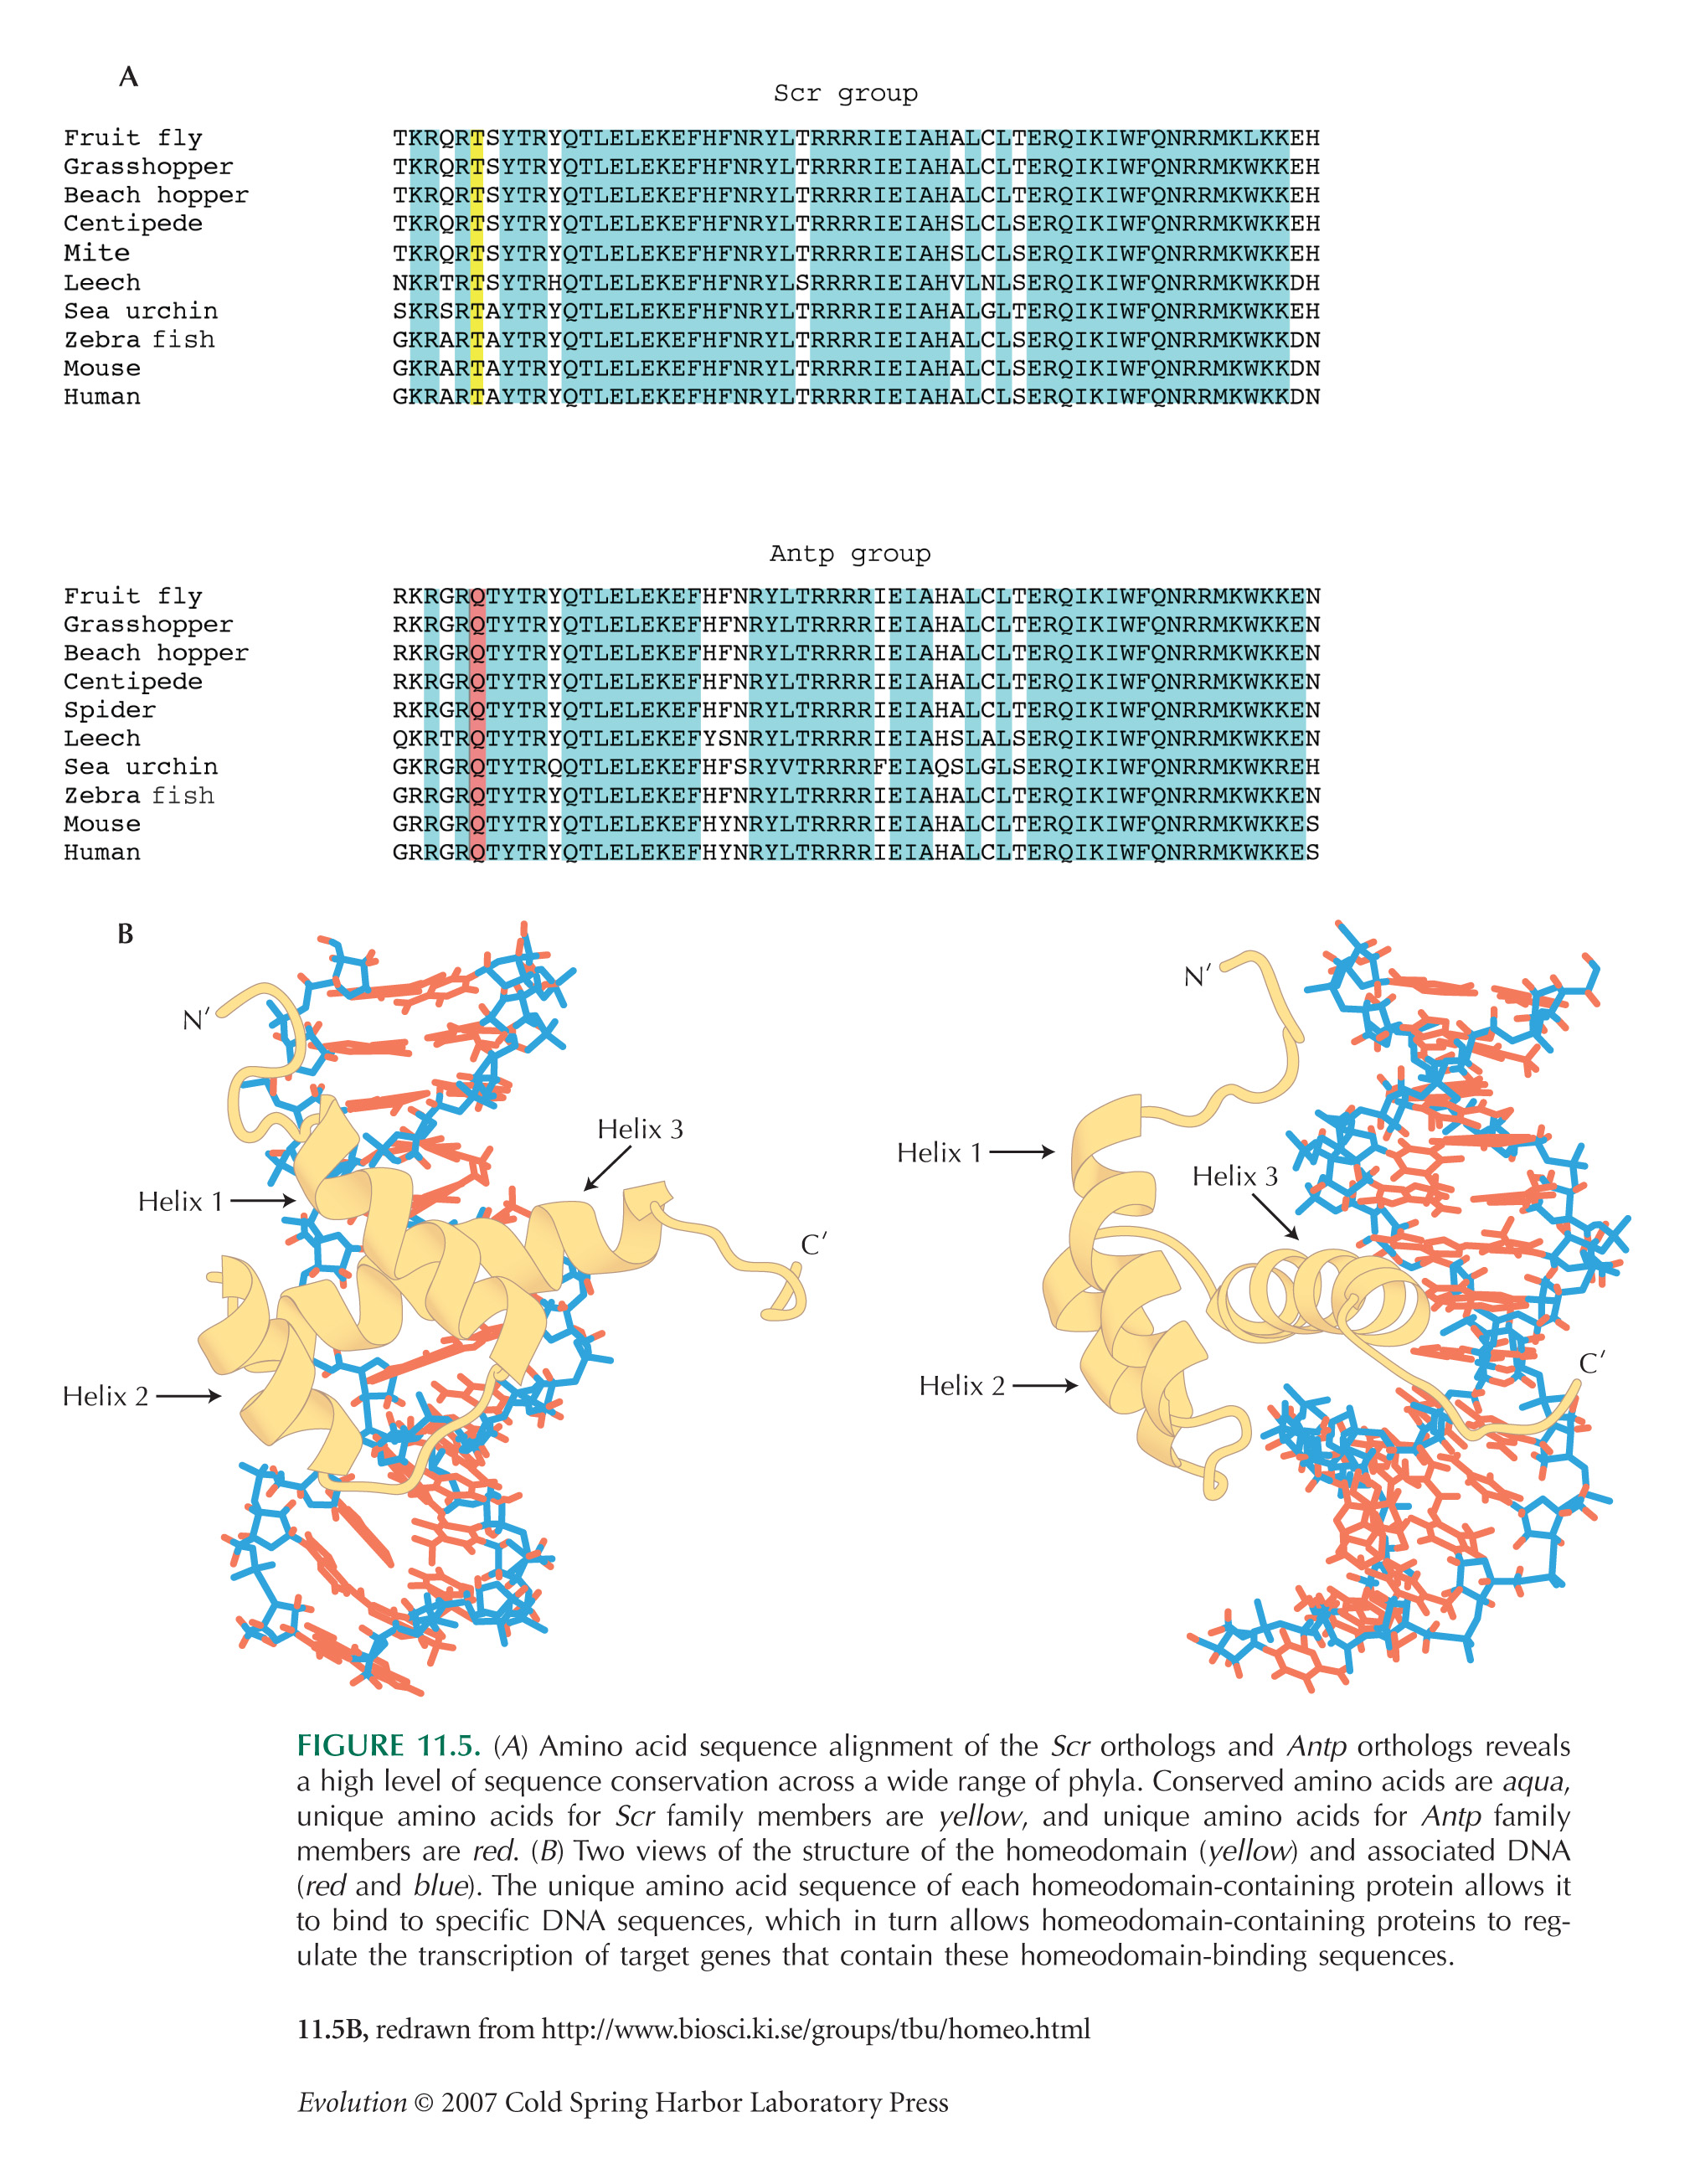 A
Scr group
Fruit fly TKRQRTSYTRYQTLELEKEFHFNRYLTRRRRIEIAHALCLTERQIKIWFQNRRMKLKKEH
Grasshopper TKRQRTSYTRYQTLELEKEFHFNRYLTRRRRIEIAHALCLTERQIKIWFQNRRMKWKKEH
Beach hopper TKRQRTSYTRYQTLELEKEFHFNRYLTRRRRIEIAHALCLTERQIKIWFQNRRMKWKKEH
Centipede TKRQRTSYTRYQTLELEKEFHFNRYLTRRRRIEIAHSLCLSERQIKIWFQNRRMKWKKEH
Mite TKRQRTSYTRYQTLELEKEFHFNRYLTRRRRIEIAHSLCLSERQIKIWFQNRRMKWKKEH
Leech NKRTRTSYTRHQTLELEKEFHFNRYLSRRRRIEIAHVLNLSERQIKIWFQNRRMKWKKDH
Sea urchin SKRSRTAYTRYQTLELEKEFHFNRYLTRRRRIEIAHALGLTERQIKIWFQNRRMKWKKEH
Zebra fish GKRARTAYTRYQTLELEKEFHFNRYLTRRRRIEIAHALCLSERQIKIWFQNRRMKWKKDN
Mouse GKRARTAYTRYQTLELEKEFHFNRYLTRRRRIEIAHALCLSERQIKIWFQNRRMKWKKDN
Human GKRARTAYTRYQTLELEKEFHFNRYLTRRRRIEIAHALCLSERQIKIWFQNRRMKWKKDN
Antp group
Fruit fly RKRGRQTYTRYQTLELEKEFHFNRYLTRRRRIEIAHALCLTERQIKIWFQNRRMKWKKEN
Grasshopper RKRGRQTYTRYQTLELEKEFHFNRYLTRRRRIEIAHALCLTERQIKIWFQNRRMKWKKEN
Beach hopper RKRGRQTYTRYQTLELEKEFHFNRYLTRRRRIEIAHALCLTERQIKIWFQNRRMKWKKEN
Centipede RKRGRQTYTRYQTLELEKEFHFNRYLTRRRRIEIAHALCLTERQIKIWFQNRRMKWKKEN
Spider RKRGRQTYTRYQTLELEKEFHFNRYLTRRRRIEIAHALCLTERQIKIWFQNRRMKWKKEN
Leech QKRTRQTYTRYQTLELEKEFYSNRYLTRRRRIEIAHSLALSERQIKIWFQNRRMKWKKEN
Sea urchin GKRGRQTYTRQQTLELEKEFHFSRYVTRRRRFEIAQSLGLSERQIKIWFQNRRMKWKREH
Zebra fish GRRGRQTYTRYQTLELEKEFHFNRYLTRRRRIEIAHALCLTERQIKIWFQNRRMKWKKEN
Mouse GRRGRQTYTRYQTLELEKEFHYNRYLTRRRRIEIAHALCLTERQIKIWFQNRRMKWKKES
Human GRRGRQTYTRYQTLELEKEFHYNRYLTRRRRIEIAHALCLTERQIKIWFQNRRMKWKKES
B
N′
Helix 3
Helix 1
C′
Helix 2
N′
Helix 1
Helix 3
C′
Helix 2
FIGURE 11.5. (A) Amino acid sequence alignment of the Scr orthologs and Antp orthologs reveals
a high level of sequence conservation across a wide range of phyla. Conserved amino acids are aqua,
unique amino acids for Scr family members are yellow, and unique amino acids for Antp family
members are red. (B) Two views of the structure of the homeodomain (yellow) and associated DNA
(red and blue). The unique amino acid sequence of each homeodomain-containing protein allows it
to bind to specific DNA sequences, which in turn allows homeodomain-containing proteins to reg-
ulate the transcription of target genes that contain these homeodomain-binding sequences.
11.5B, redrawn from http://www.biosci.ki.se/groups/tbu/homeo.html
Evolution © 2007 Cold Spring Harbor Laboratory Press